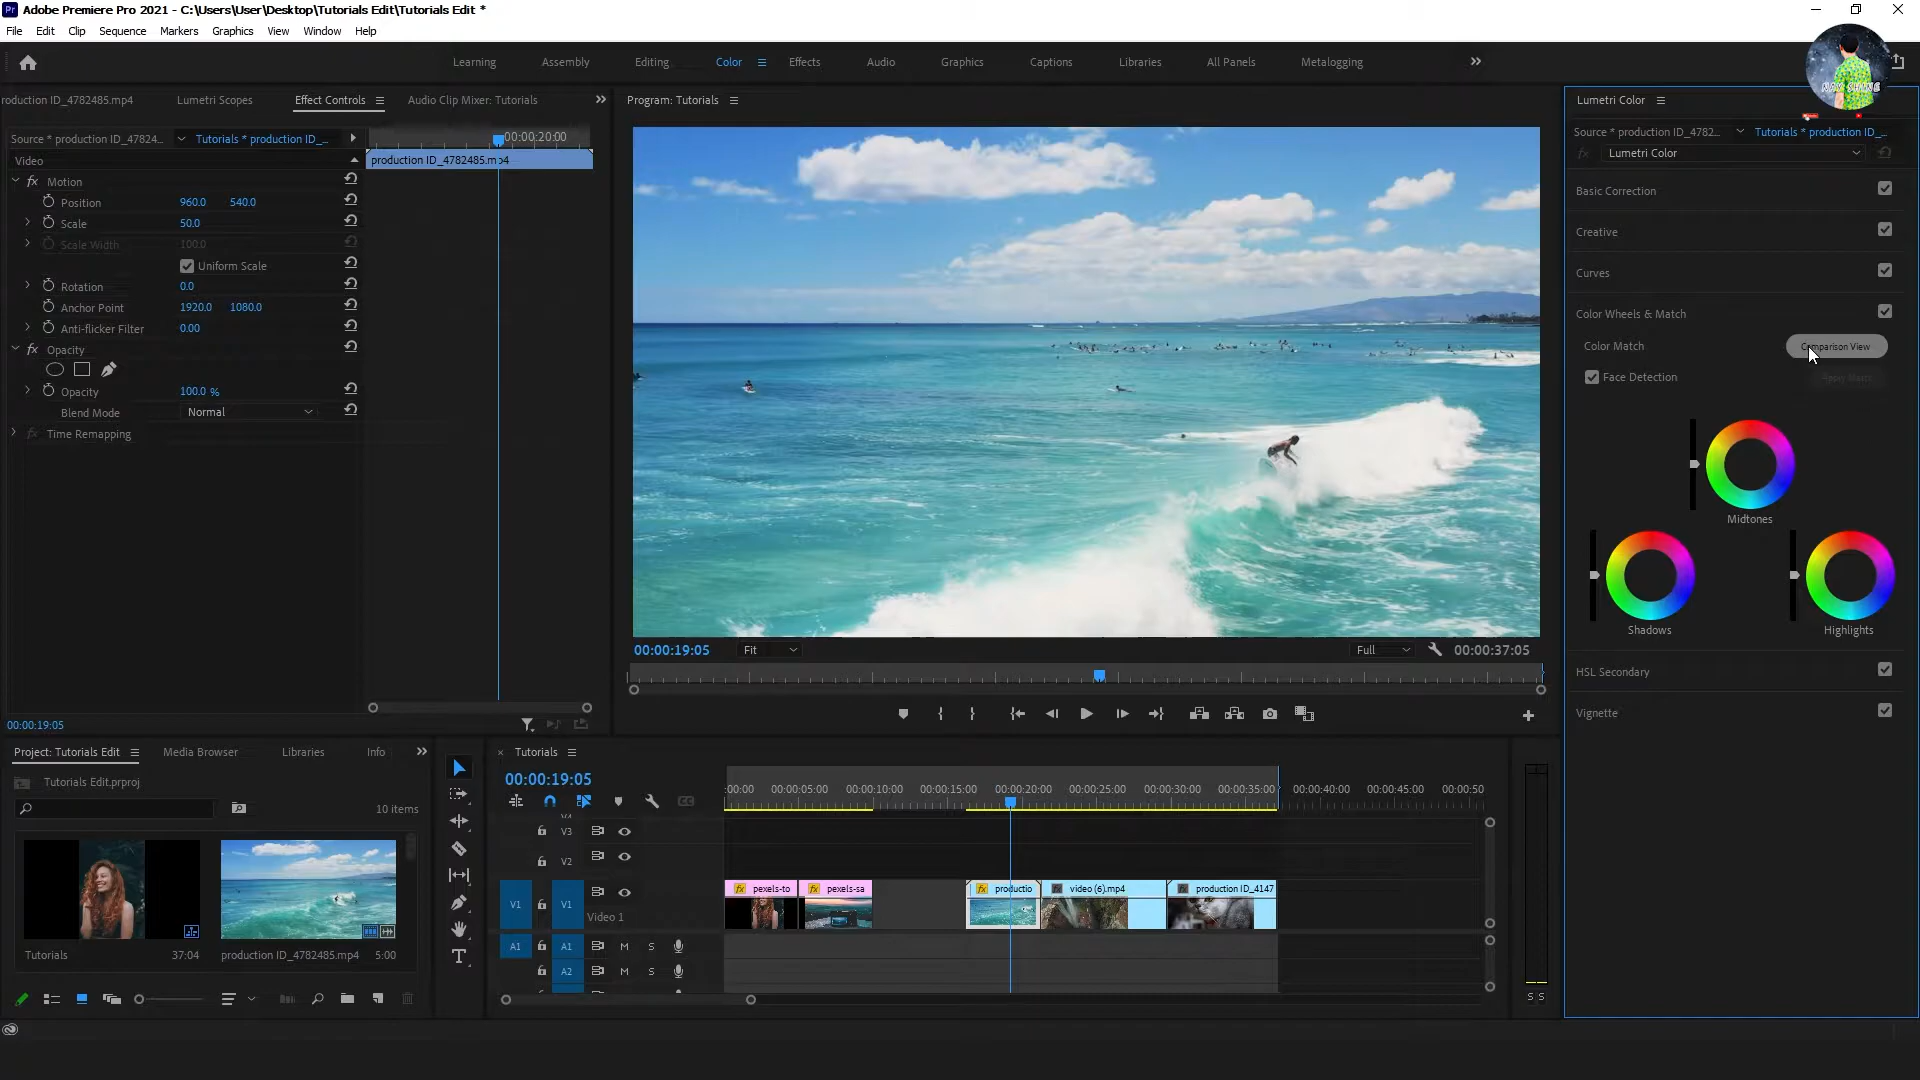 Adobe Premiere Pro 2021 - C:\Users\User\Desktop\Tutorials Edit\Tutorials Edit *
File Edit Clip Sequence Markers Graphics View Window Help
Learning Assembly Editing Color Effects Audio Graphics Captions Libraries All Panels Metalogging
roduction ID_4782485.mp4 Lumetri Scopes Effect Controls Audio Clip Mixer: Tutorials
Program: Tutorials
Lumetri Color
Source * production ID_47824... Tutorials * production ID_... 00:00:20:00
Source * production ID_4782... Tutorials * production ID_...
Lumetri Color
Video production ID_4782485.mp4
Motion
Position 960.0 540.0
Scale 50.0
Scale Width 100.0
Uniform Scale
Rotation 0.0
Anchor Point 1920.0 1080.0
Anti-flicker Filter 0.00
Opacity
Opacity 100.0 %
Blend Mode Normal
Time Remapping
00:00:19:05
Basic Correction
Creative
Curves
Color Wheels & Match
Color Match Comparison View
Face Detection Apply Match
Midtones
Shadows Highlights
HSL Secondary
Vignette
00:00:19:05 Fit Full 00:00:37:05
Project: Tutorials Edit Media Browser Libraries Info
Tutorials Edit.prproj
10 items
Tutorials 37:04
production ID_4782485.mp4 5:00
Tutorials
00:00:19:05
:00:00 00:00:05:00 00:00:10:00 00:00:15:00 00:00:20:00 00:00:25:00 00:00:30:00 00:00:35:00 00:00:40:00 00:00:45:00 00:00:50
V3
V2
V1 V1 Video 1
pexels-to pexels-sa productio video (6).mp4 production ID_4147
A1 A1 M S
A2 M S
S S